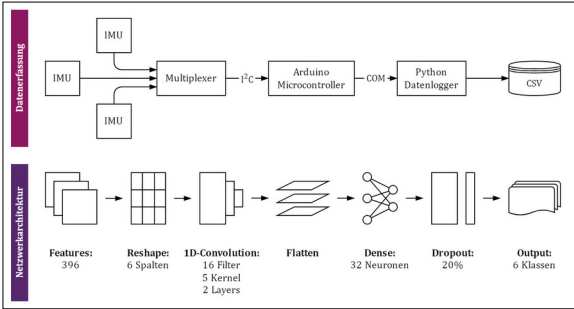 Datenerfassung
IMU
IMU
IMU
Multiplexer
I²C
Arduino
Microcontroller
COM
Python
Datenlogger
CSV
Netzwerkarchitektur
Features:
396
Reshape:
6 Spalten
1D-Convolution:
16 Filter
5 Kernel
2 Layers
Flatten
Dense:
32 Neuronen
Dropout:
20%
Output:
6 Klassen